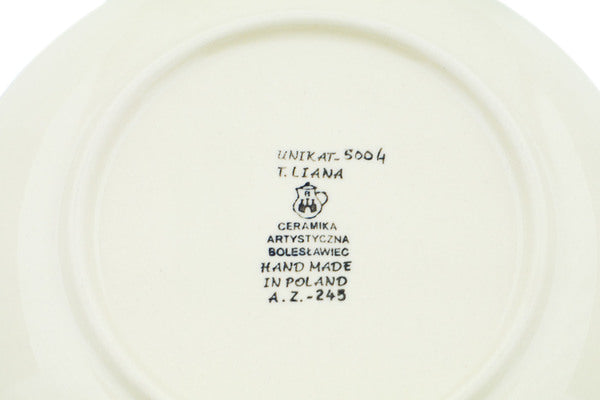 UNIKAT-5004
T. LIANA
A
CERAMIKA
ARTYSTYCZNA
BOLESŁAWIEC
HAND MADE
IN POLAND
A.Z.-245